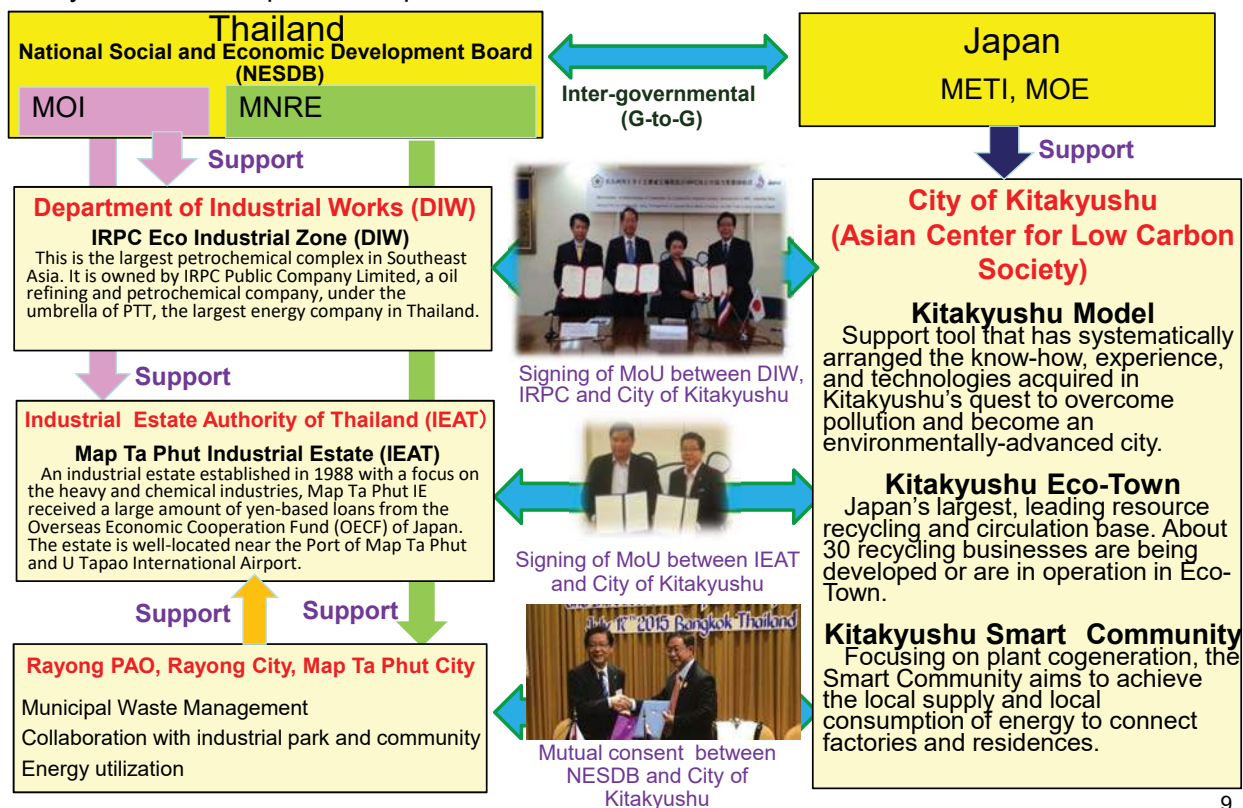 Thailand
National Social and Economic Development Board
(NESDB)
MOI
MNRE
Inter-governmental
(G-to-G)
Japan
METI, MOE
Support
Support
Department of Industrial Works (DIW)
IRPC Eco Industrial Zone (DIW)
This is the largest petrochemical complex in Southeast
Asia. It is owned by IRPC Public Company Limited, a oil
refining and petrochemical company, under the
umbrella of PTT, the largest energy company in Thailand.
Signing of MoU between DIW,
IRPC and City of Kitakyushu
Support
Industrial Estate Authority of Thailand (IEAT)
Map Ta Phut Industrial Estate (IEAT)
An industrial estate established in 1988 with a focus on
the heavy and chemical industries, Map Ta Phut IE
received a large amount of yen-based loans from the
Overseas Economic Cooperation Fund (OECF) of Japan.
The estate is well-located near the Port of Map Ta Phut
and U Tapao International Airport.
Signing of MoU between IEAT
and City of Kitakyushu
Support
Support
July 17th 2015 Bangkok Thailand
Rayong PAO, Rayong City, Map Ta Phut City
Municipal Waste Management
Collaboration with industrial park and community
Energy utilization
Mutual consent between
NESDB and City of
Kitakyushu
City of Kitakyushu
(Asian Center for Low Carbon
Society)
Kitakyushu Model
Support tool that has systematically
arranged the know-how, experience,
and technologies acquired in
Kitakyushu's quest to overcome
pollution and become an
environmentally-advanced city.
Kitakyushu Eco-Town
Japan's largest, leading resource
recycling and circulation base. About
30 recycling businesses are being
developed or are in operation in Eco-
Town.
Kitakyushu Smart Community
Focusing on plant cogeneration, the
Smart Community aims to achieve
the local supply and local
consumption of energy to connect
factories and residences.
9